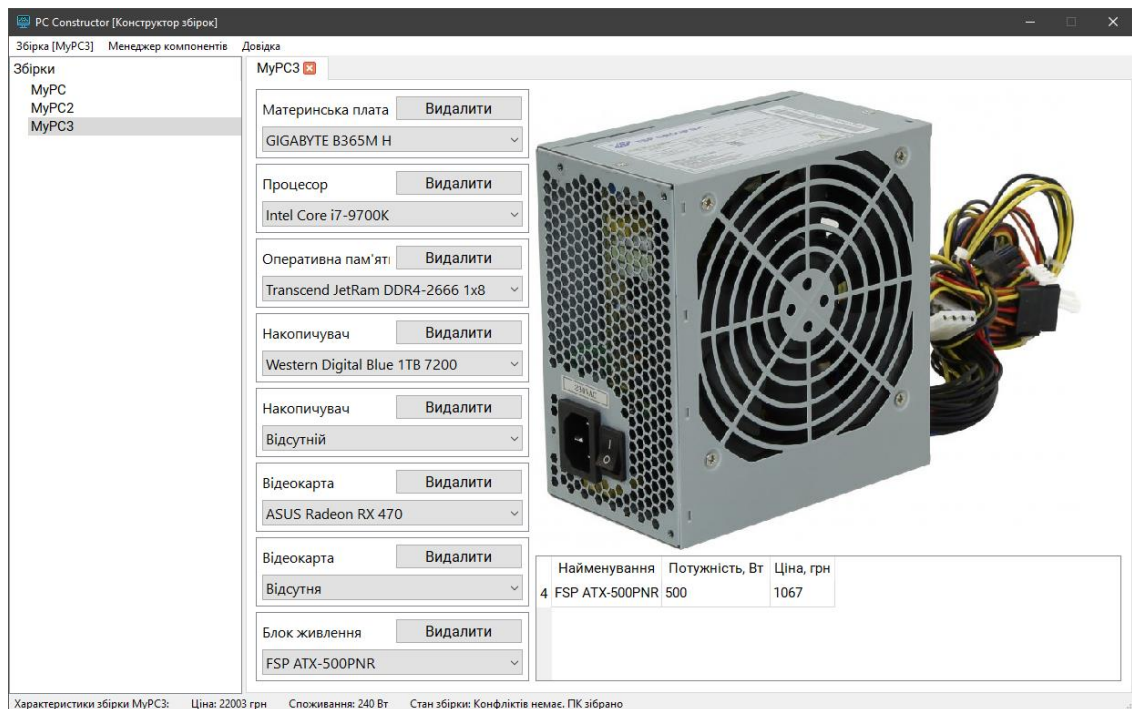 PC Constructor [Конструктор збірок]
Збірка [MyPC3] Менеджер компонентів Довідка
Збірки
MyPC
MyPC2
MyPC3
MyPC3
Материнська плата Видалити
GIGABYTE B365M H
Процесор Видалити
Intel Core i7-9700K
Оперативна пам'ят Видалити
Transcend JetRam DDR4-2666 1x8
Накопичувач Видалити
Western Digital Blue 1TB 7200
Накопичувач Видалити
Відсутній
Відеокарта Видалити
ASUS Radeon RX 470
Відеокарта Видалити
Відсутня
Блок живлення Видалити
FSP ATX-500PNR
230VAC
Найменування Потужність, Вт Ціна, грн
4 FSP ATX-500PNR 500 1067
Характеристики збірки MyPC3: Ціна: 22003 грн Споживання: 240 Вт Стан збірки: Конфліктів немає. ПК зібрано